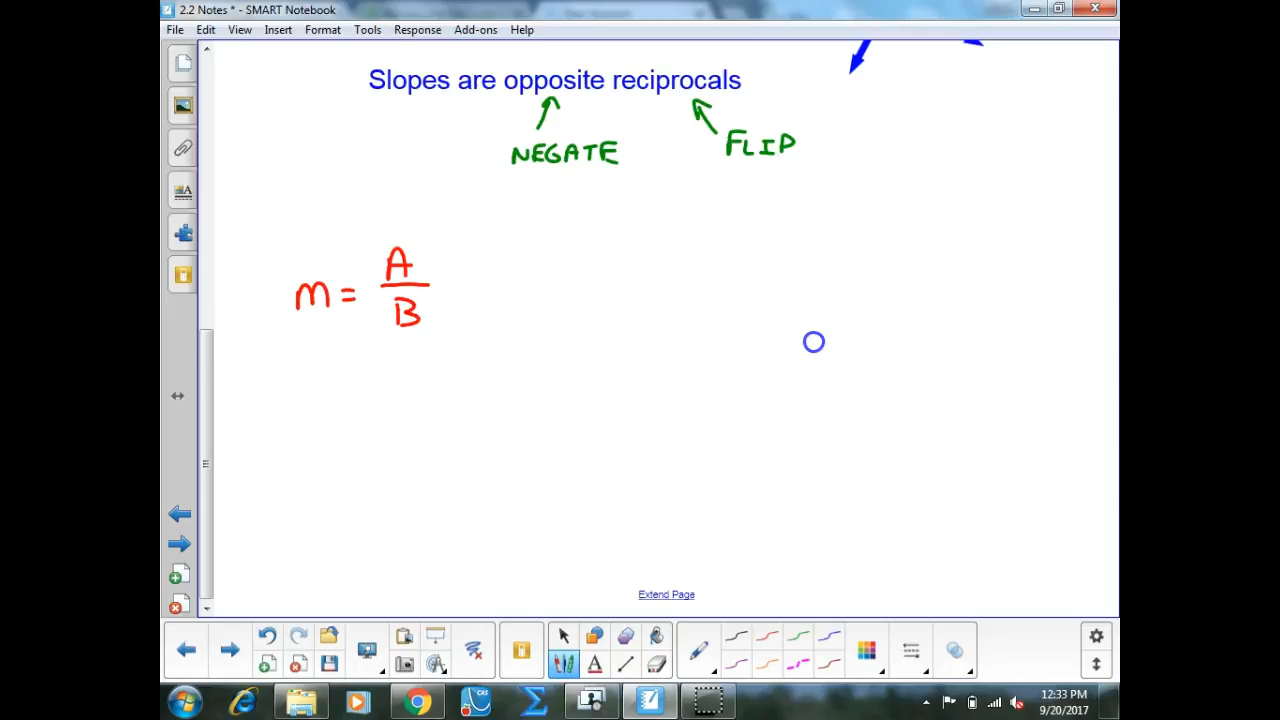 2.2 Notes * - SMART Notebook
File Edit View Insert Format Tools Response Add-ons Help
Slopes are opposite reciprocals
NEGATE FLIP
m = A
B
Extend Page
12:33 PM
9/20/2017